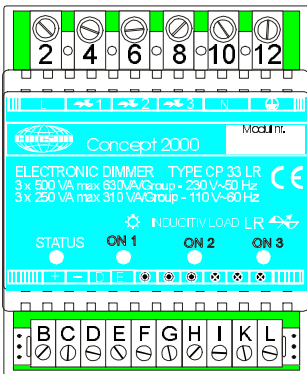 2 4 6 8 10 12
L 1 2 3 N
Concept 2000
Modul nr.
ELECTRONIC DIMMER TYPE CP 33 LR
3 x 500 VA max 630VA/Group - 230 V~50 Hz
3 x 250 VA max 310 VA/Group - 110 V~60 Hz
CE
INDUCITIV LOAD LR
STATUS ON 1 ON 2 ON 3
+ - D E
B C D E F G H I K L